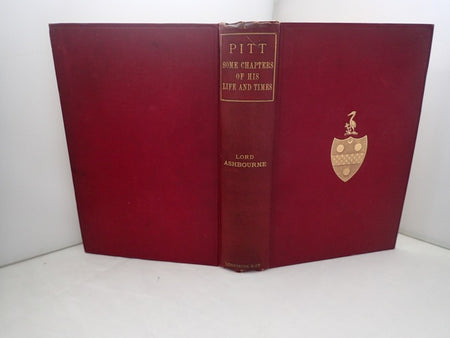 PITT
SOME CHAPTERS
OF HIS
LIFE AND TIMES
LORD
ASHBOURNE